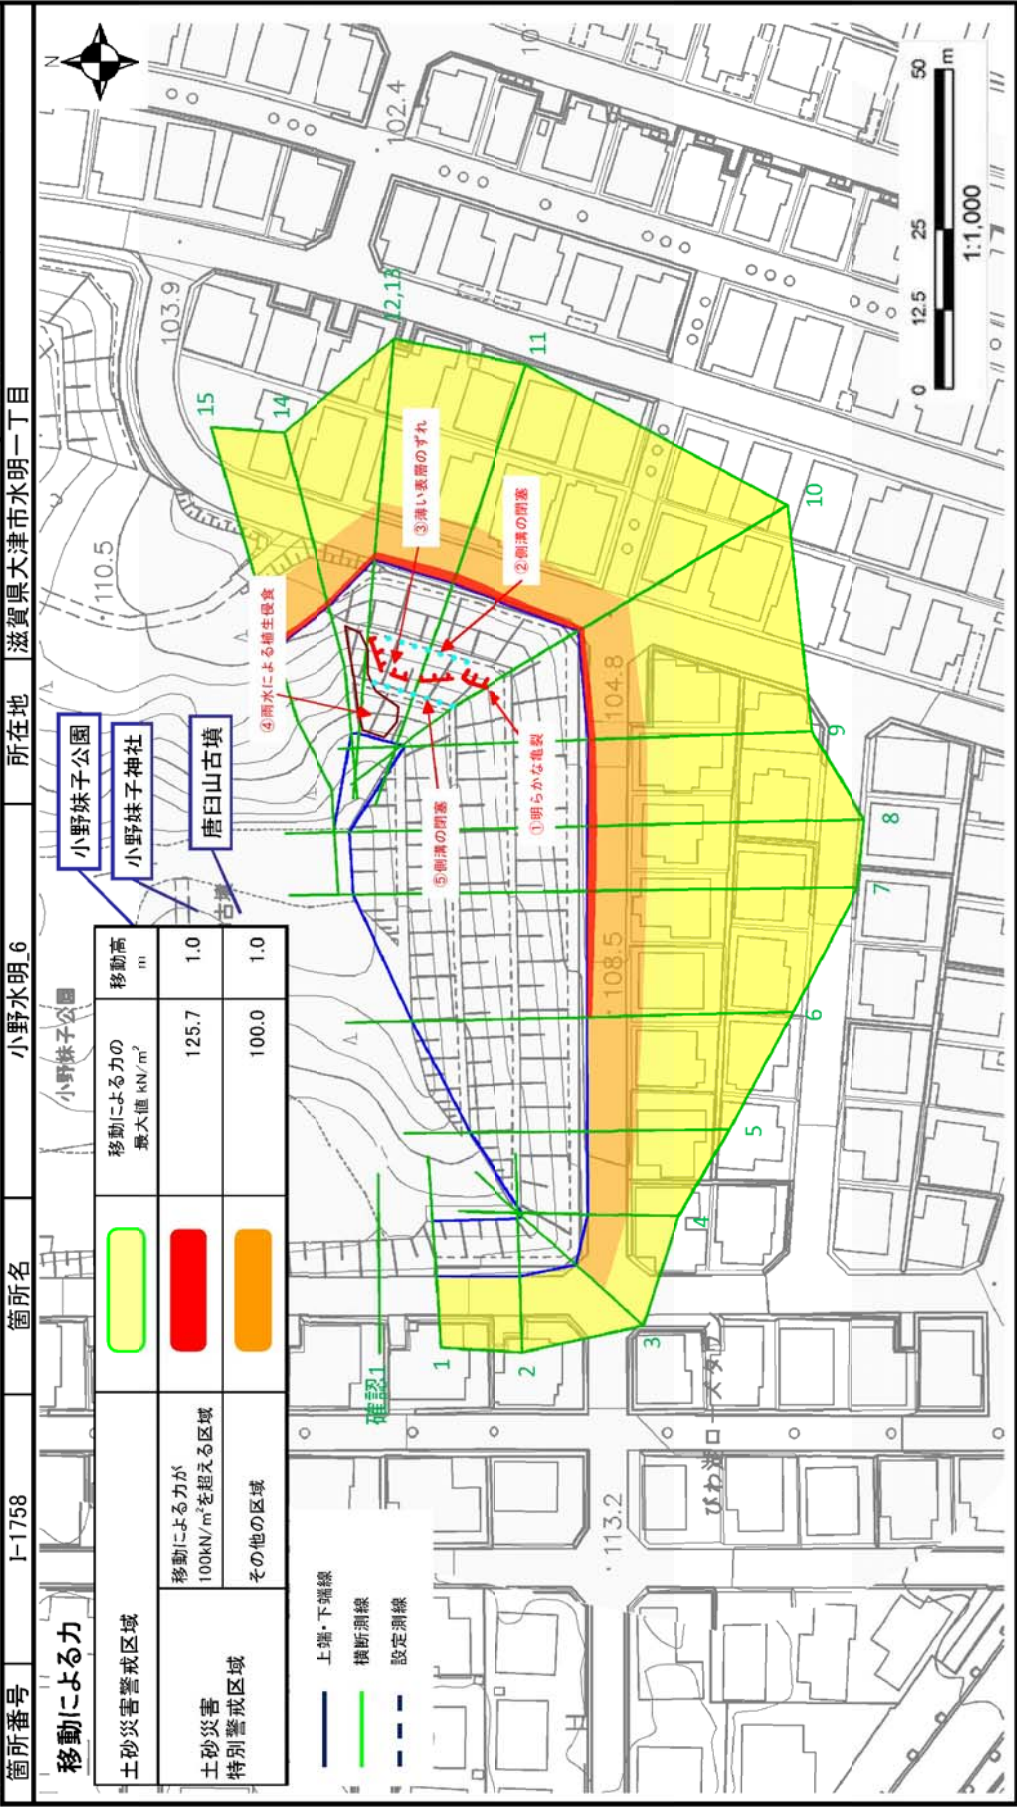 箇所番号 I-1758 箇所名 小野水明_6 所在地 滋賀県大津市水明一丁目
移動による力
移動による力の
最大値 kN/m²
移動高
m
土砂災害警戒区域
土砂災害
特別警戒区域
移動による力が
100kN/m²を超える区域
125.7 1.0
その他の区域
100.0 1.0
上端・下端線
横断測線
設定測線
小野妹子公園
小野妹子神社
唐臼山古墳
小野妹子公園
N
④雨水による植生侵食
③薄い表層のずれ
②側溝の閉塞
⑤側溝の閉塞
①明らかな亀裂
確認1
1
2
3
4
5
6
7
8
9
10
11
12,13
14
15
110.5
103.9
102.4
104.8
108.5
113.2
びわ湖ローズタウン
0 12.5 25 50
m
1:1,000